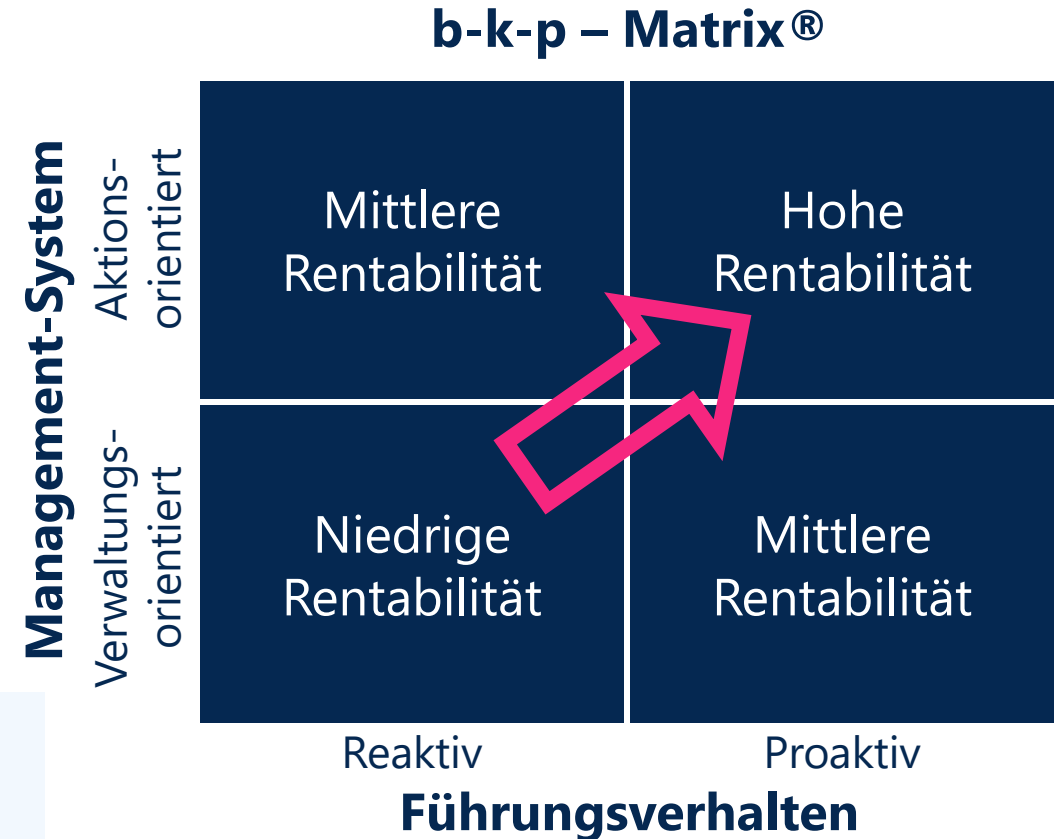 b-k-p – Matrix®
Management-System
Aktions-
orientiert
Mittlere
Rentabilität
Hohe
Rentabilität
Verwaltungs-
orientiert
Niedrige
Rentabilität
Mittlere
Rentabilität
Reaktiv
Proaktiv
Führungsverhalten